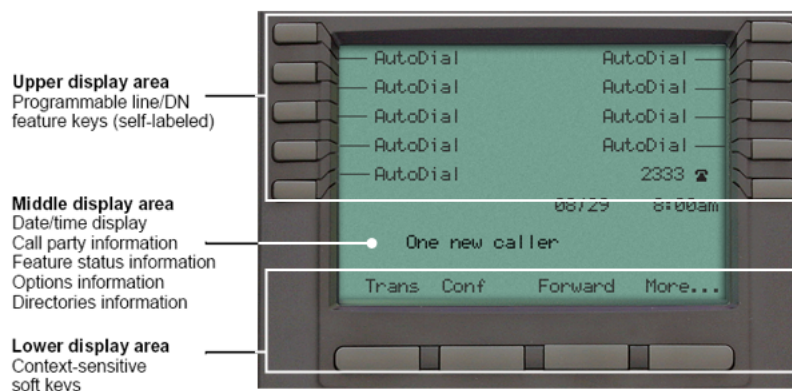 Upper display area
Programmable line/DN
feature keys (self-labeled)
Middle display area
Date/time display
Call party information
Feature status information
Options information
Directories information
Lower display area
Context-sensitive
soft keys
AutoDial AutoDial
AutoDial AutoDial
AutoDial AutoDial
AutoDial AutoDial
AutoDial 2333
08/29 8:00am
One new caller
Trans Conf Forward More...